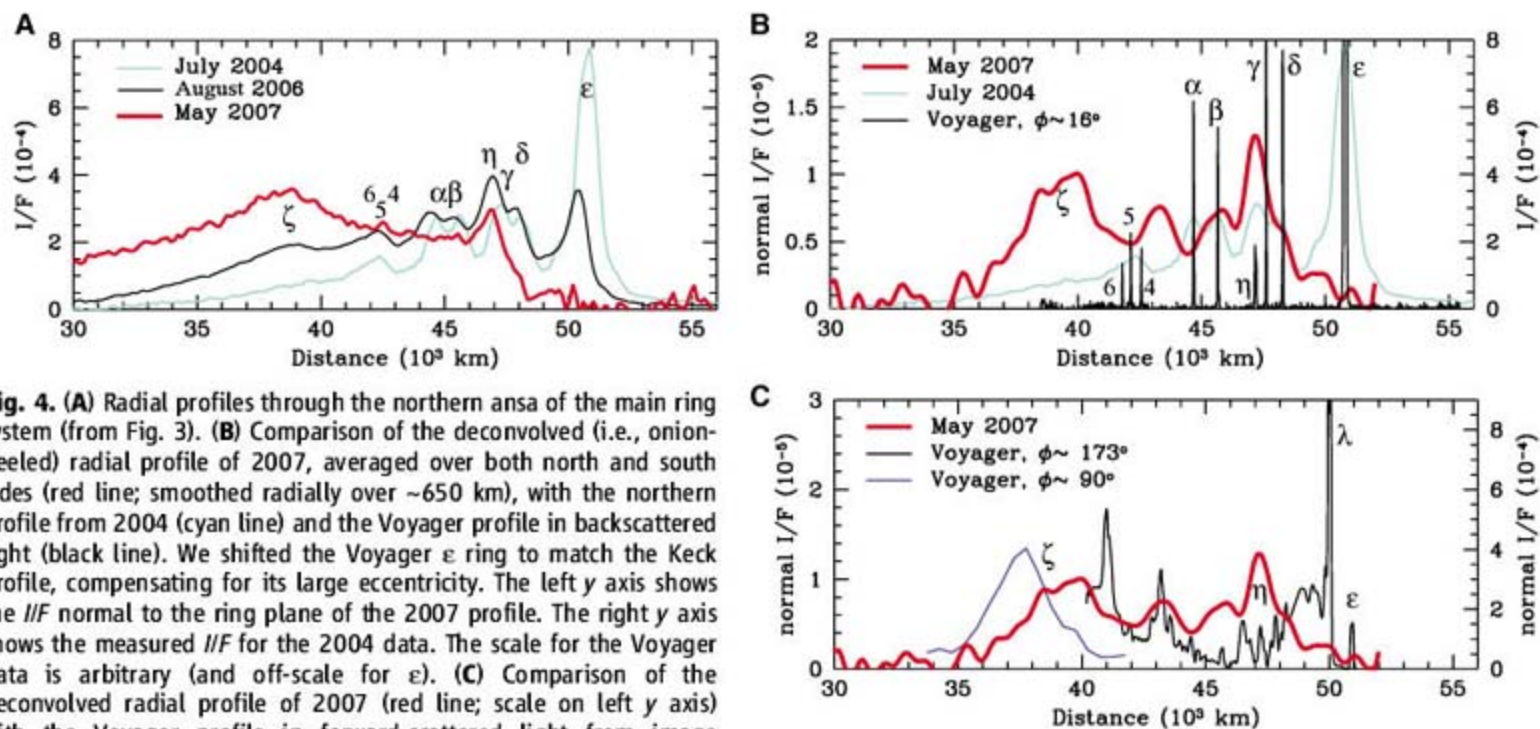 A
8
6
4
2
0
I/F (10⁻⁴)
July 2004
August 2006
May 2007
ζ
6 5 4
αβ
η
γ
δ
ε
30 35 40 45 50 55
Distance (10³ km)
B
2
1.5
1
0.5
0
normal I/F (10⁻⁵)
May 2007
July 2004
Voyager, ϕ~16°
ζ
6
5
4
α
β
η
γ
δ
ε
8
6
4
2
0
I/F (10⁻⁴)
30 35 40 45 50 55
Distance (10³ km)
ig. 4. (A) Radial profiles through the northern ansa of the main ring
ystem (from Fig. 3). (B) Comparison of the deconvolved (i.e., onion-
eeled) radial profile of 2007, averaged over both north and south
des (red line; smoothed radially over ~650 km), with the northern
rofile from 2004 (cyan line) and the Voyager profile in backscattered
ght (black line). We shifted the Voyager ε ring to match the Keck
rofile, compensating for its large eccentricity. The left y axis shows
he I/F normal to the ring plane of the 2007 profile. The right y axis
hows the measured I/F for the 2004 data. The scale for the Voyager
ata is arbitrary (and off-scale for ε). (C) Comparison of the
econvolved radial profile of 2007 (red line; scale on left y axis)
ith the Voyager profile in forward-scattered light from image
C
3
2
1
0
normal I/F (10⁻⁵)
May 2007
Voyager, ϕ~ 173°
Voyager, ϕ~ 90°
ζ
η
λ
ε
8
6
4
2
0
normal I/F (10⁻⁴)
30 35 40 45 50 55
Distance (10³ km)